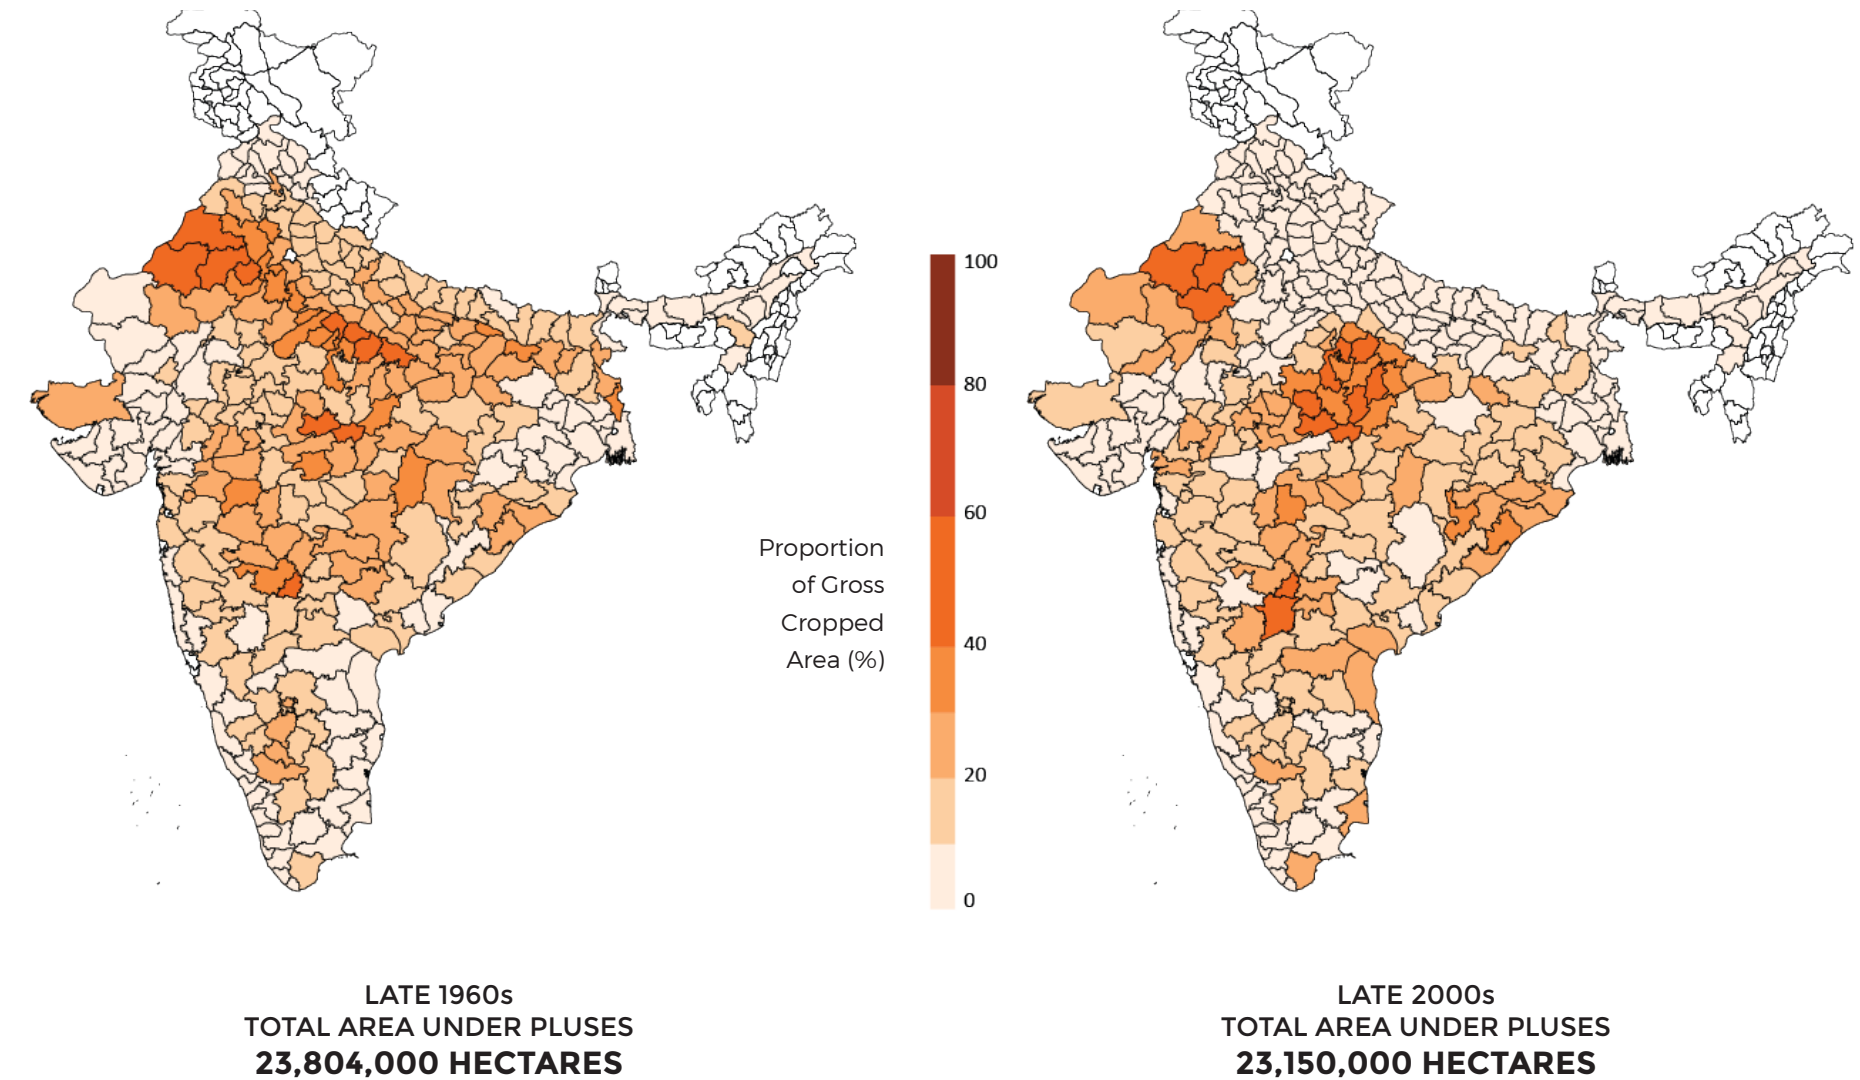 100
80
60
40
20
0
Proportion
of Gross
Cropped
Area (%)
LATE 1960s
TOTAL AREA UNDER PLUSES
23,804,000 HECTARES
LATE 2000s
TOTAL AREA UNDER PLUSES
23,150,000 HECTARES